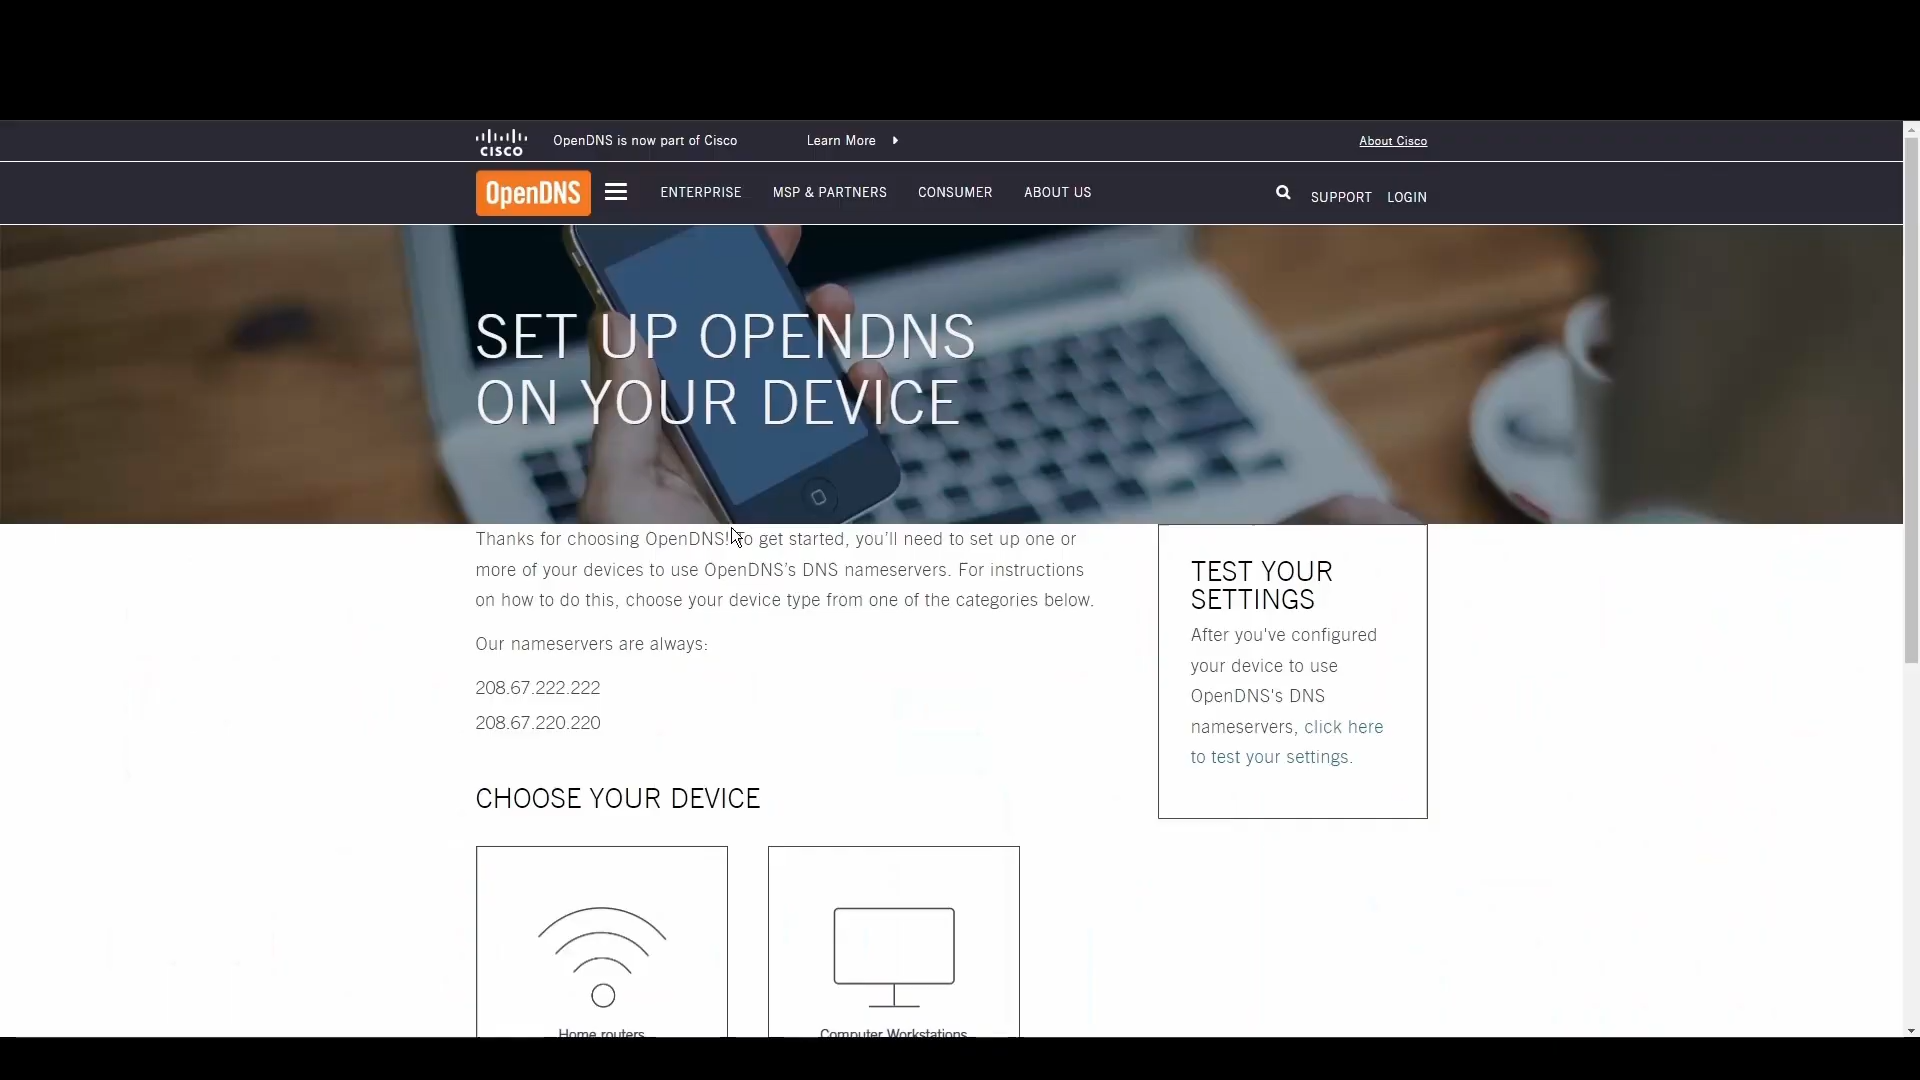 CISCO
OpenDNS is now part of Cisco
Learn More
About Cisco
OpenDNS
ENTERPRISE
MSP & PARTNERS
CONSUMER
ABOUT US
SUPPORT
LOGIN
SET UP OPENDNS
ON YOUR DEVICE
Thanks for choosing OpenDNS! To get started, you’ll need to set up one or
more of your devices to use OpenDNS’s DNS nameservers. For instructions
on how to do this, choose your device type from one of the categories below.
Our nameservers are always:
208.67.222.222
208.67.220.220
TEST YOUR
SETTINGS
After you've configured
your device to use
OpenDNS's DNS
nameservers, click here
to test your settings.
CHOOSE YOUR DEVICE
Home routers
Computer Workstations